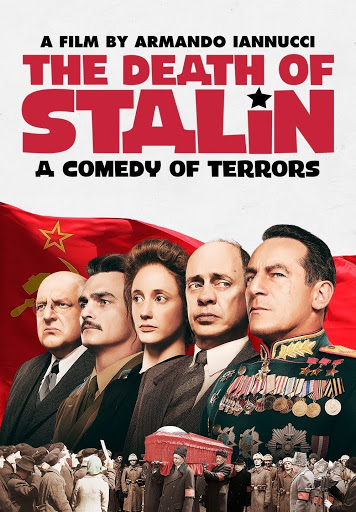 A FILM BY ARMANDO IANNUCCI
THE DEATH OF
STALIN
A COMEDY OF TERRORS